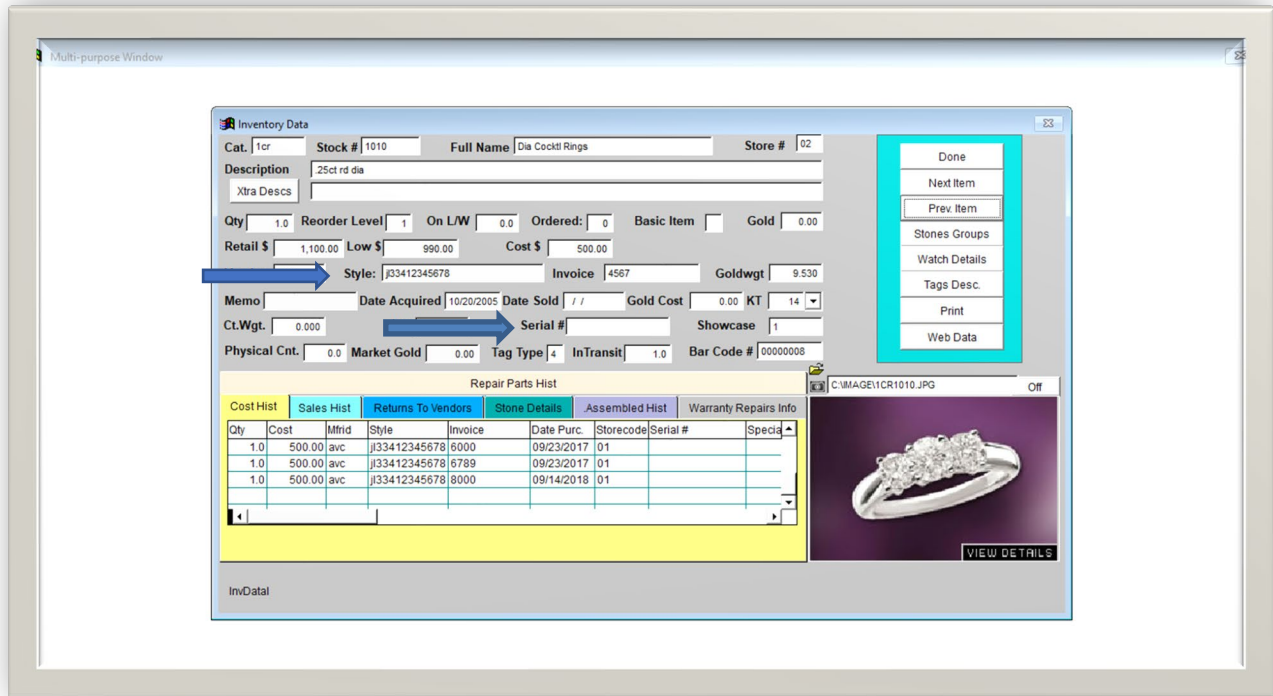 Multi-purpose Window
Inventory Data
Cat. 1cr Stock # 1010 Full Name Dia Cocktl Rings Store # 02
Description .25ct rd dia
Xtra Descs
Qty 1.0 Reorder Level 1 On L/W 0.0 Ordered: 0 Basic Item Gold 0.00
Retail $ 1,100.00 Low $ 990.00 Cost $ 500.00
Style: jl33412345678 Invoice 4567 Goldwgt 9.530
Memo Date Acquired 10/20/2005 Date Sold / / Gold Cost 0.00 KT 14
Ct.Wgt. 0.000 Serial # Showcase 1
Physical Cnt. 0.0 Market Gold 0.00 Tag Type 4 InTransit 1.0 Bar Code # 00000008
Done
Next Item
Prev. Item
Stones Groups
Watch Details
Tags Desc.
Print
Web Data
Repair Parts Hist
Cost Hist Sales Hist Returns To Vendors Stone Details .Assembled Hist Warranty Repairs Info
Qty Cost Mfrid Style Invoice Date Purc. Storecode Serial # Specia
1.0 500.00 avc jl33412345678 6000 09/23/2017 01
1.0 500.00 avc jl33412345678 6789 09/23/2017 01
1.0 500.00 avc jl33412345678 8000 09/14/2018 01
C:\IMAGE\1CR1010.JPG Off
VIEW DETAILS
InvDataI